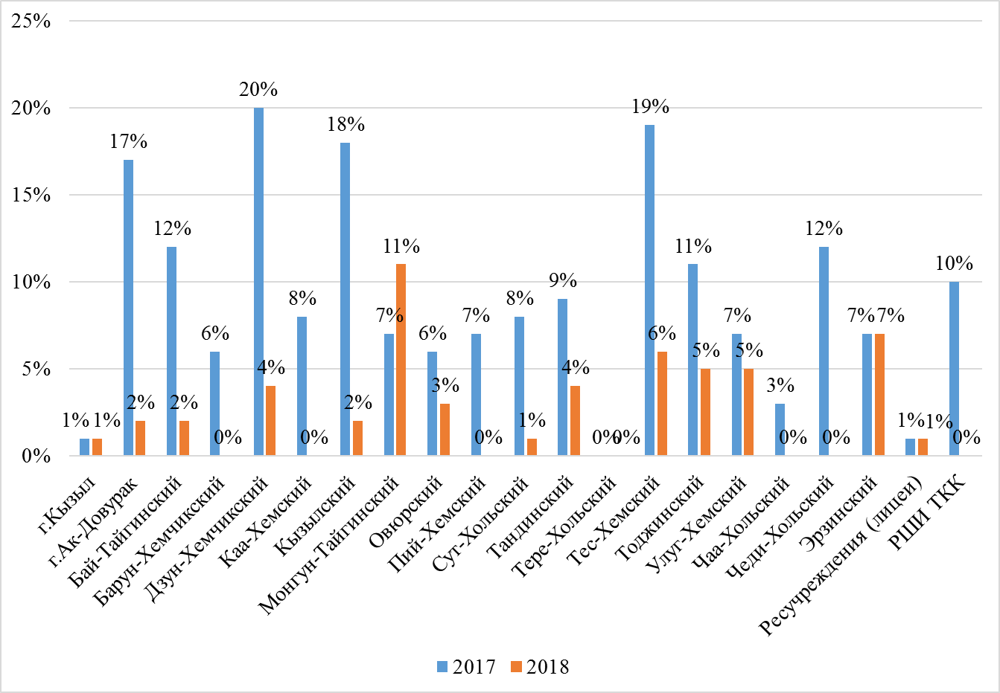 25%
20%
15%
10%
5%
0%
1% 1%
17% 2%
12% 2%
6% 0%
20% 4%
8% 0%
18% 2%
7% 11%
6% 3%
7% 0%
8% 1%
9% 4%
0% 0%
19% 6%
11% 5%
7% 5%
3% 0%
12% 0%
7% 7%
1% 1%
10% 0%
г.Кызыл
г.Ак-Довурак
Бай-Тайгинский
Барун-Хемчикский
Дзун-Хемчикский
Каа-Хемский
Кызылский
Монгун-Тайгинский
Овюрский
Пий-Хемский
Сут-Хольский
Тандинский
Тере-Хольский
Тес-Хемский
Тоджинский
Улуг-Хемский
Чаа-Хольский
Чеди-Хольский
Эрзинский
Ресучреждения (лицеи)
РШИ ТКК
2017 2018